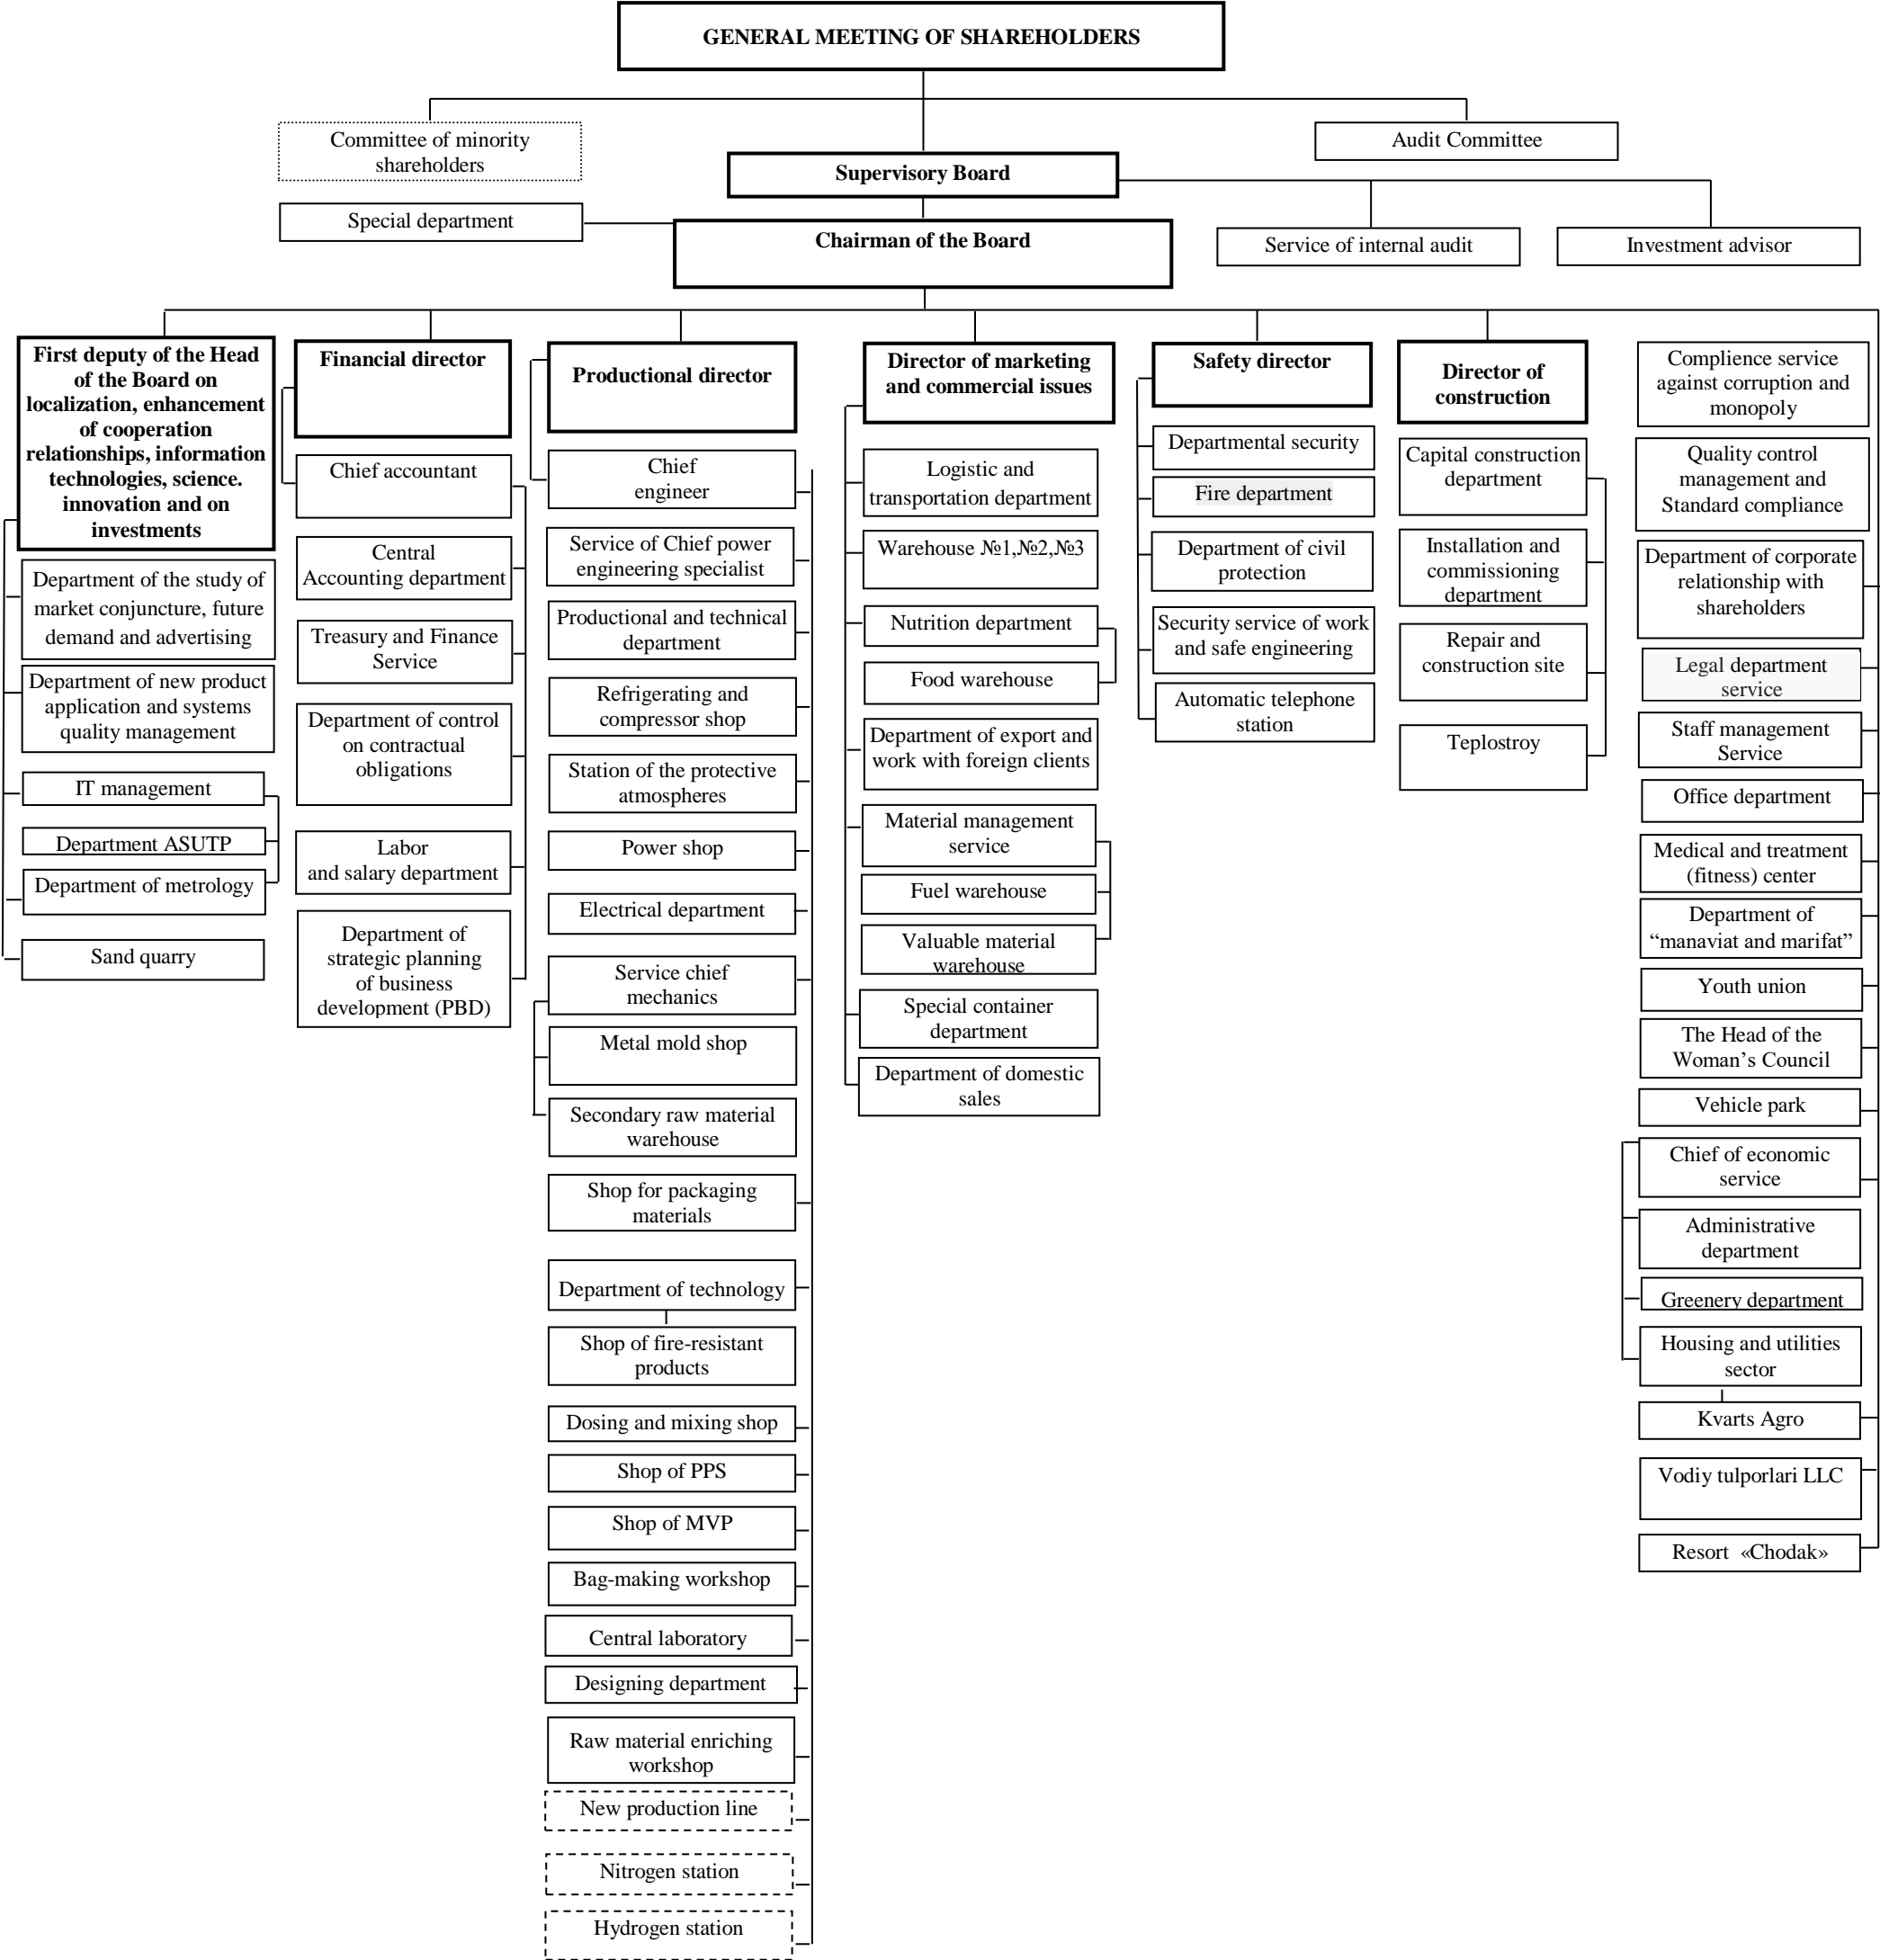 GENERAL MEETING OF SHAREHOLDERS
Committee of minority
shareholders
Audit Committee
Supervisory Board
Special department
Chairman of the Board
Service of internal audit
Investment advisor
First deputy of the Head
of the Board on
localization, enhancement
of cooperation
relationships, information
technologies, science.
innovation and on
investments
Department of the study of
market conjuncture, future
demand and advertising
Department of new product
application and systems
quality management
IT management
Department ASUTP
Department of metrology
Sand quarry
Financial director
Chief accountant
Central
Accounting department
Treasury and Finance
Service
Department of control
on contractual
obligations
Labor
and salary department
Department of
strategic planning
of business
development (PBD)
Productional director
Chief
engineer
Service of Chief power
engineering specialist
Productional and technical
department
Refrigerating and
compressor shop
Station of the protective
atmospheres
Power shop
Electrical department
Service chief
mechanics
Metal mold shop
Secondary raw material
warehouse
Shop for packaging
materials
Department of technology
Shop of fire-resistant
products
Dosing and mixing shop
Shop of PPS
Shop of MVP
Bag-making workshop
Central laboratory
Designing department
Raw material enriching
workshop
New production line
Nitrogen station
Hydrogen station
Director of marketing
and commercial issues
Logistic and
transportation department
Warehouse №1,№2,№3
Nutrition department
Food warehouse
Department of export and
work with foreign clients
Material management
service
Fuel warehouse
Valuable material
warehouse
Special container
department
Department of domestic
sales
Safety director
Departmental security
Fire department
Department of civil
protection
Security service of work
and safe engineering
Automatic telephone
station
Director of
construction
Capital construction
department
Installation and
commissioning
department
Repair and
construction site
Teplostroy
Complience service
against corruption and
monopoly
Quality control
management and
Standard compliance
Department of corporate
relationship with
shareholders
Legal department
service
Staff management
Service
Office department
Medical and treatment
(fitness) center
Department of
“manaviat and marifat”
Youth union
The Head of the
Woman’s Council
Vehicle park
Chief of economic
service
Administrative
department
Greenery department
Housing and utilities
sector
Kvarts Agro
Vodiy tulporlari LLC
Resort «Chodak»